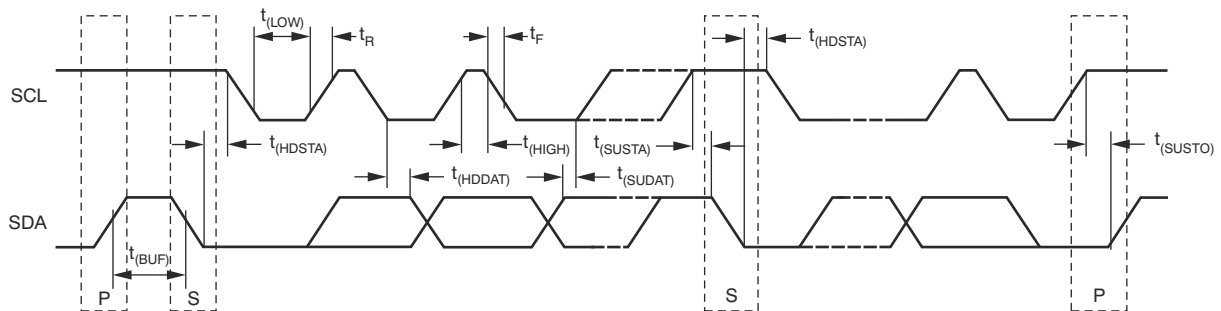 t(LOW)
tR
tF
t(HDSTA)
SCL
t(HDSTA)
t(HIGH)
t(SUSTA)
t(SUSTO)
t(HDDAT)
t(SUDAT)
SDA
t(BUF)
P
S
S
P